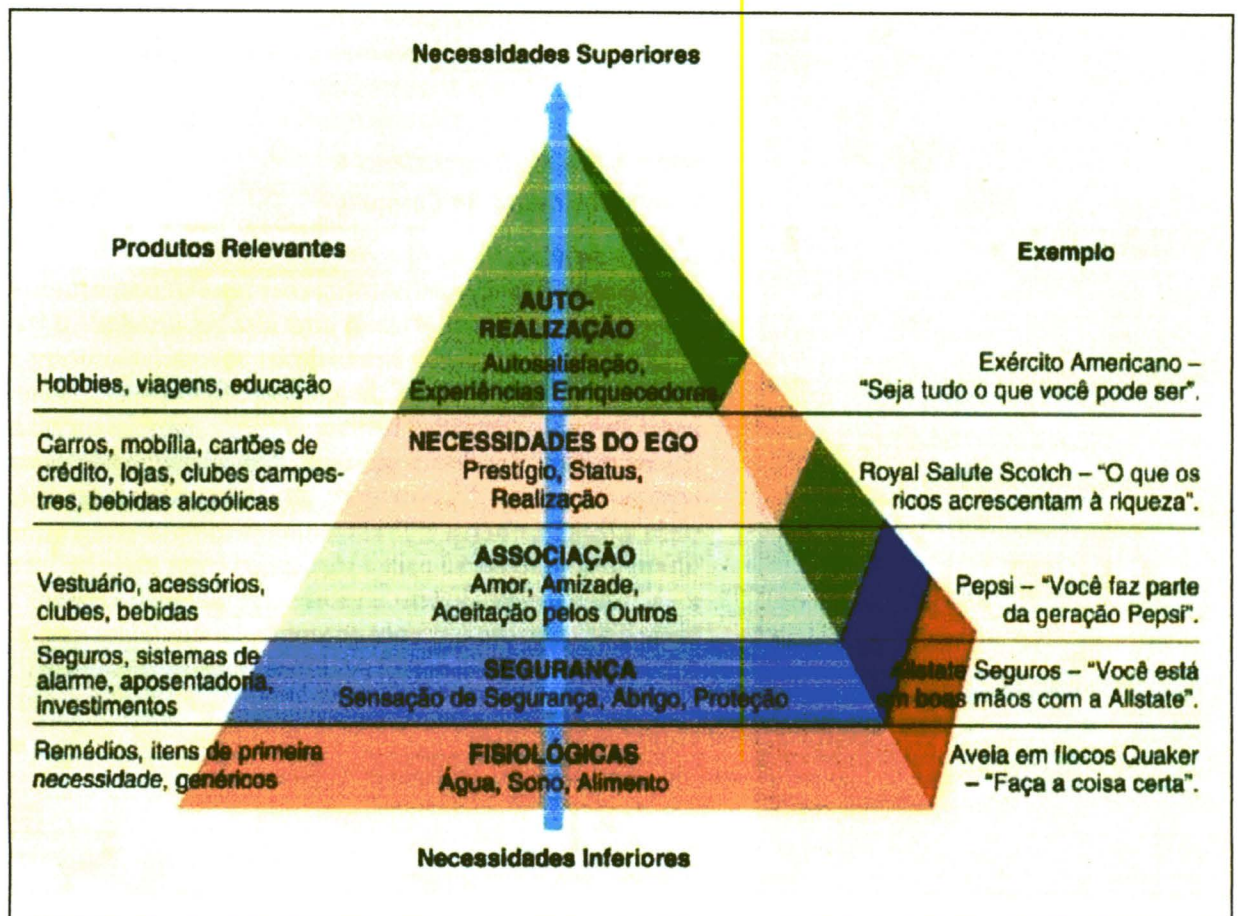 Necessidades Superiores
Produtos Relevantes
Exemplo
Hobbies, viagens, educação
AUTO-
REALIZAÇÃO
Autosatisfação,
Experiências Enriquecedoras
Exército Americano –
“Seja tudo o que você pode ser”.
Carros, mobília, cartões de
crédito, lojas, clubes campes-
tres, bebidas alcoólicas
NECESSIDADES DO EGO
Prestígio, Status,
Realização
Royal Salute Scotch – “O que os
ricos acrescentam à riqueza”.
Vestuário, acessórios,
clubes, bebidas
ASSOCIAÇÃO
Amor, Amizade,
Aceitação pelos Outros
Pepsi – “Você faz parte
da geração Pepsi”.
Seguros, sistemas de
alarme, aposentadoria,
investimentos
SEGURANÇA
Sensação de Segurança, Abrigo, Proteção
Allstate Seguros – “Você está
em boas mãos com a Allstate”.
Remédios, itens de primeira
necessidade, genéricos
FISIOLÓGICAS
Água, Sono, Alimento
Aveia em flocos Quaker
– “Faça a coisa certa”.
Necessidades Inferiores